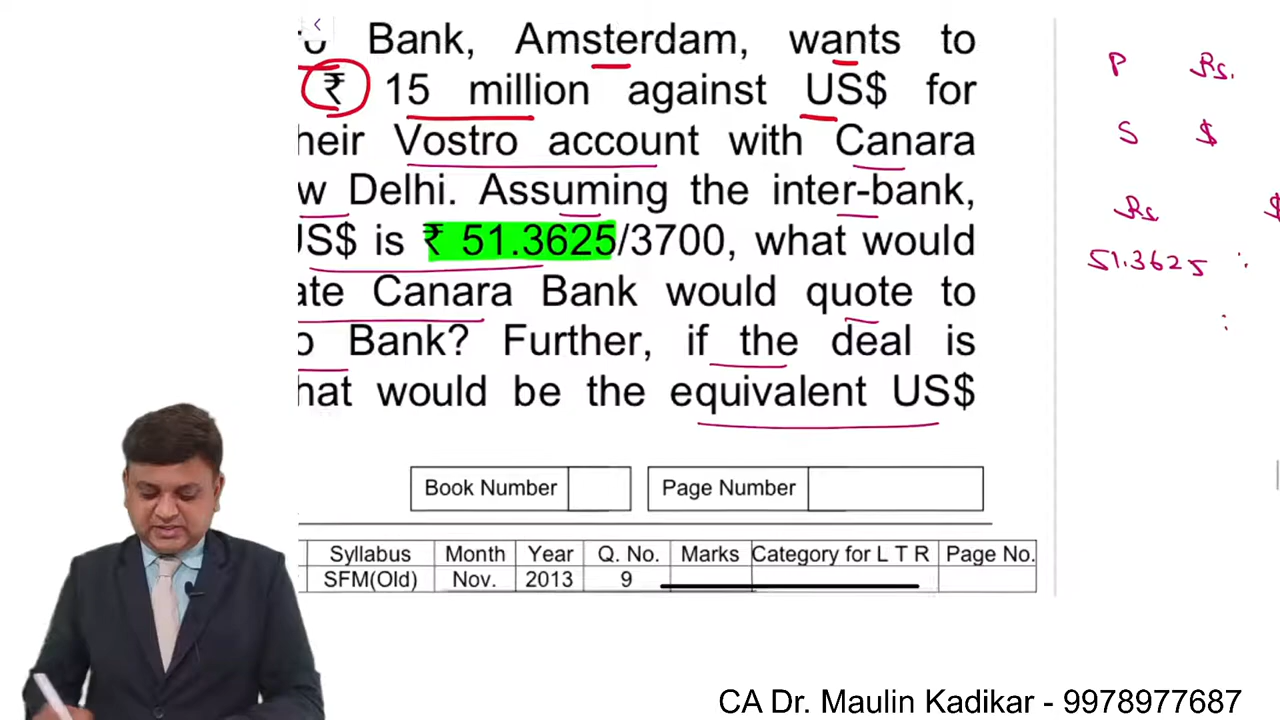 Bank, Amsterdam, wants to
₹ 15 million against US$ for
heir Vostro account with Canara
w Delhi. Assuming the inter-bank,
US$ is ₹ 51.3625/3700, what would
ate Canara Bank would quote to
o Bank? Further, if the deal is
hat would be the equivalent US$
P Rs.
S $
Rs $
51.3625 :
:
Book Number
Page Number
Syllabus Month Year Q. No. Marks Category for L T R Page No.
SFM(Old) Nov. 2013 9
CA Dr. Maulin Kadikar - 9978977687